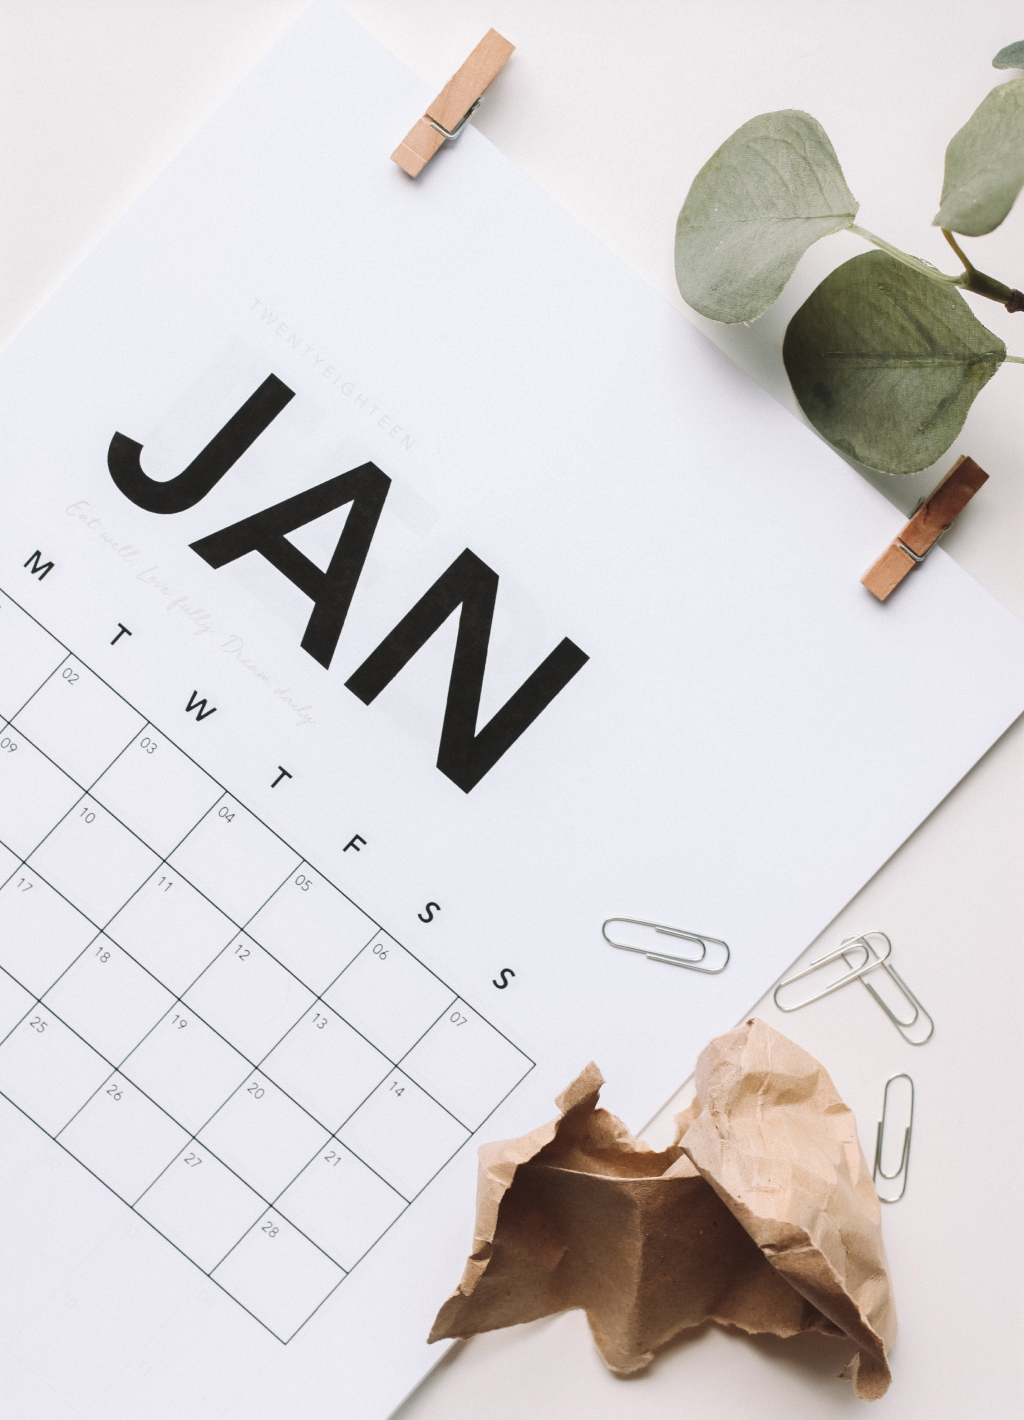 TWENTYEIGHTEEN
JAN
Eat well Love fully Dream daily
M T W T F S S
02 03 04 05 06 07
09 10 11 12 13 14
17 18 19 20 21
25 26 27 28